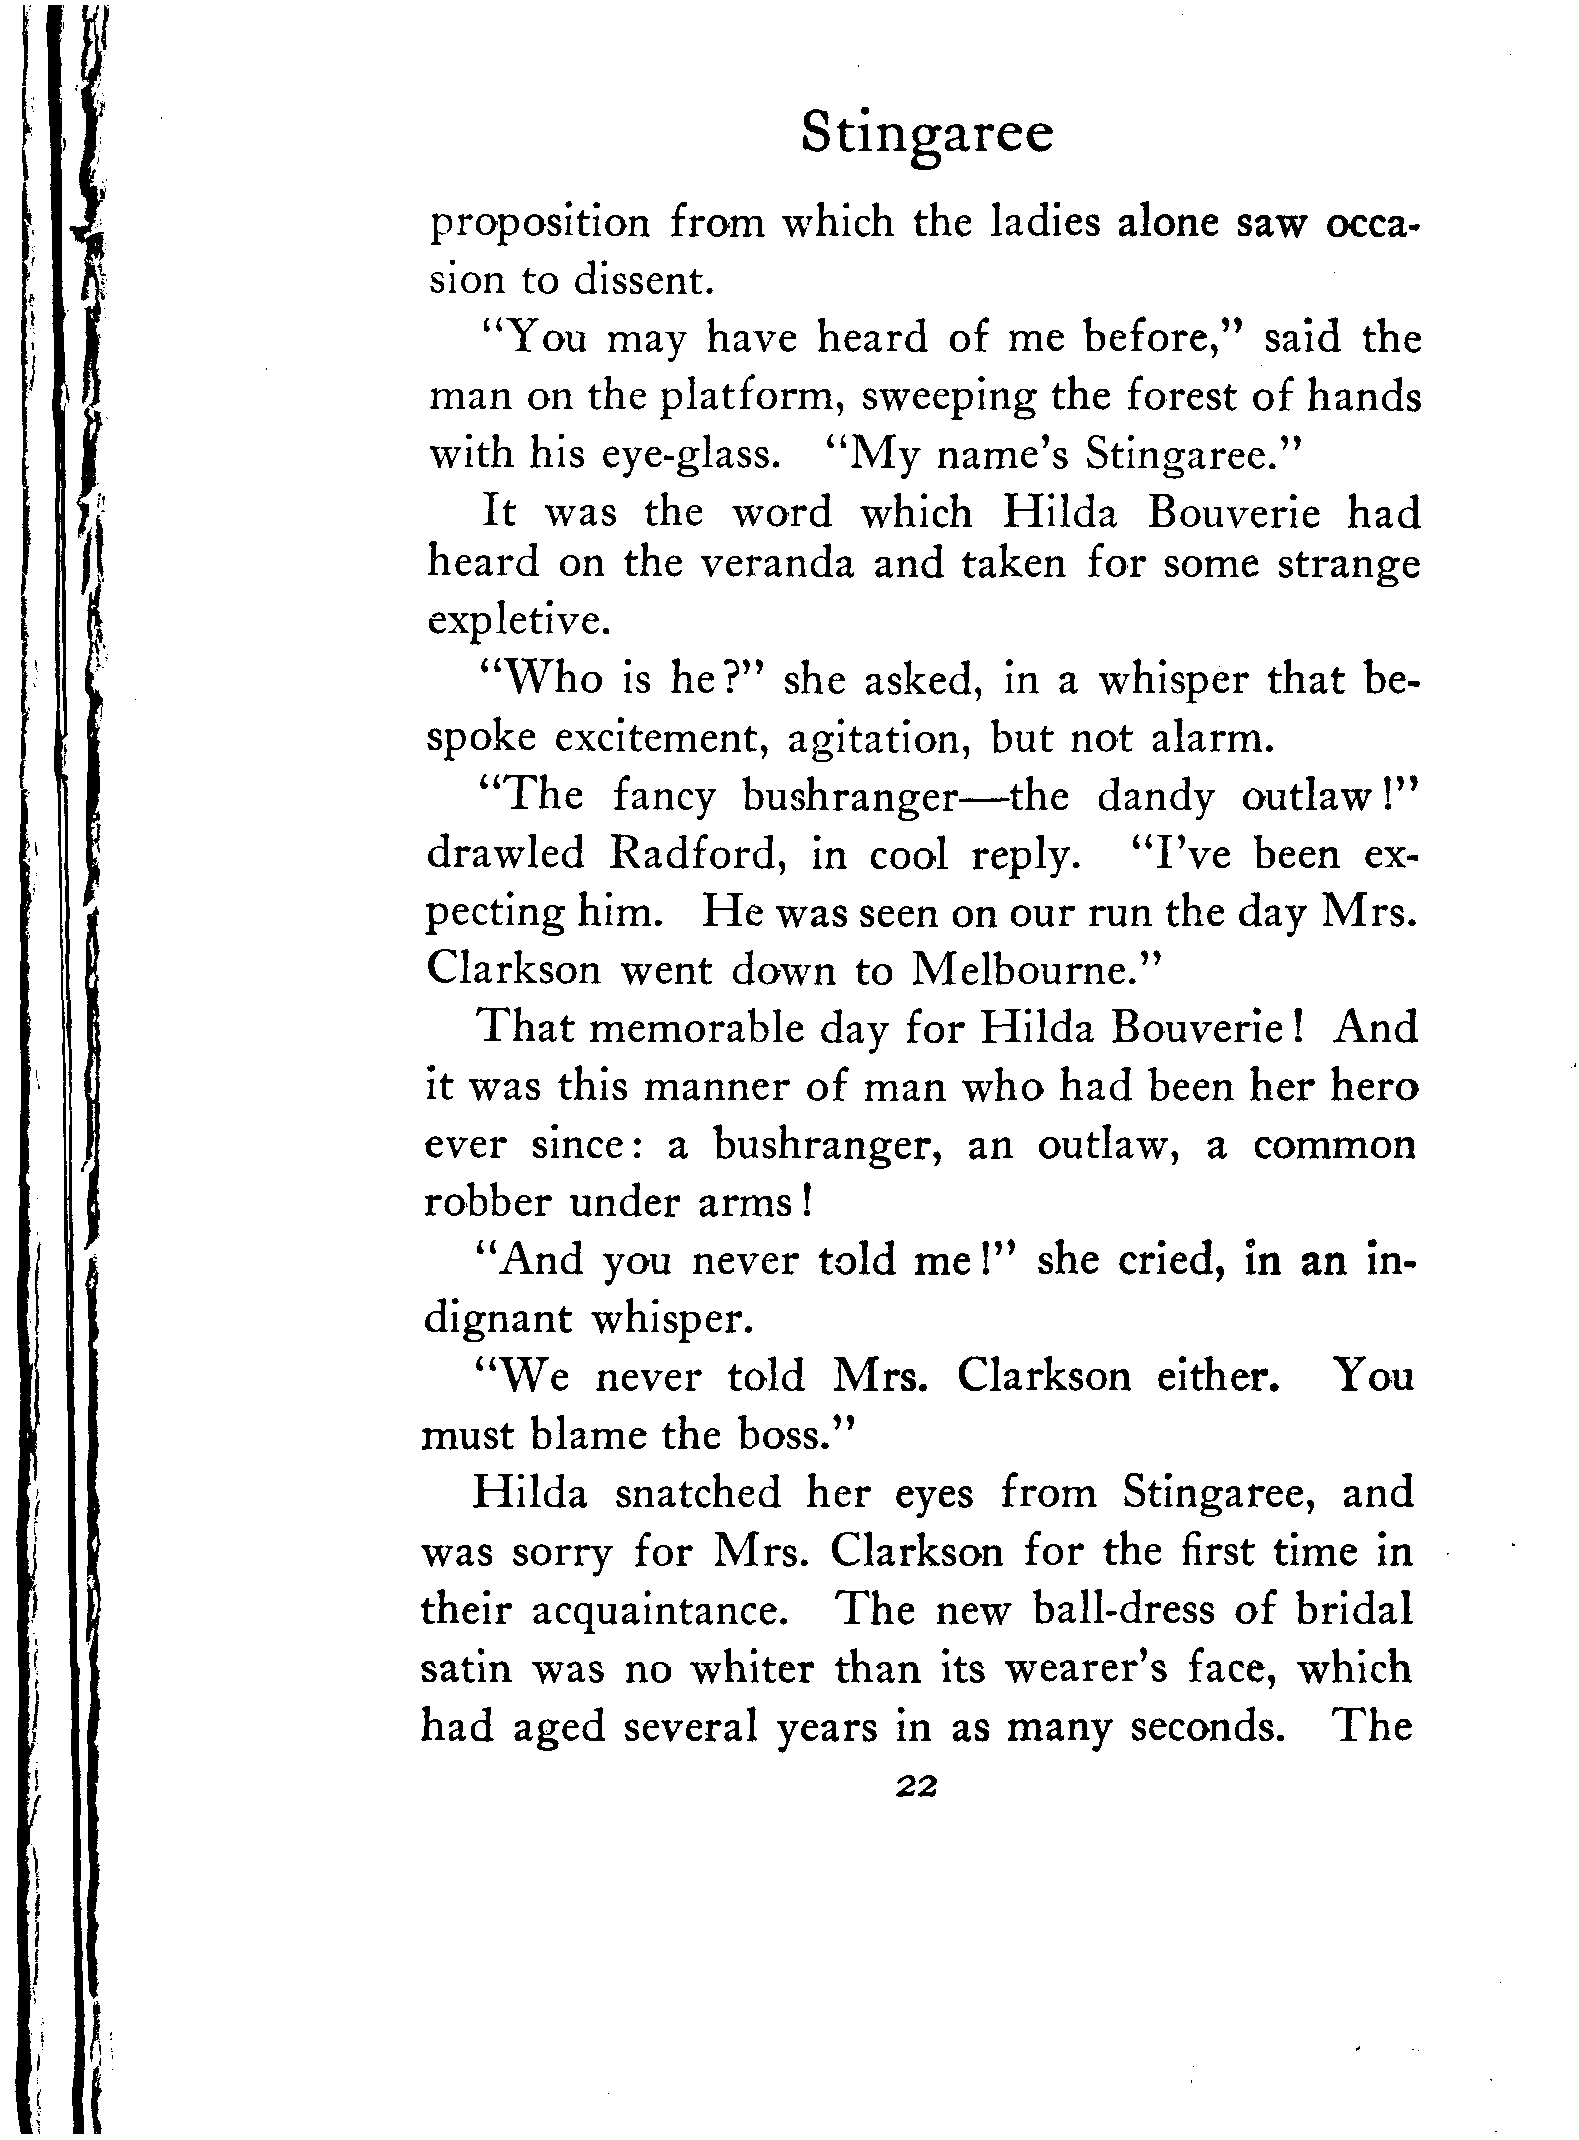 Stingaree
proposition from which the ladies alone saw occa-
sion to dissent.
"You may have heard of me before," said the
man on the platform, sweeping the forest of hands
with his eye-glass. "My name's Stingaree."
It was the word which Hilda Bouverie had
heard on the veranda and taken for some strange
expletive.
"Who is he?" she asked, in a whisper that be-
spoke excitement, agitation, but not alarm.
"The fancy bushranger—the dandy outlaw!"
drawled Radford, in cool reply. "I've been ex-
pecting him. He was seen on our run the day Mrs.
Clarkson went down to Melbourne."
That memorable day for Hilda Bouverie! And
it was this manner of man who had been her hero
ever since: a bushranger, an outlaw, a common
robber under arms!
"And you never told me!" she cried, in an in-
dignant whisper.
"We never told Mrs. Clarkson either. You
must blame the boss."
Hilda snatched her eyes from Stingaree, and
was sorry for Mrs. Clarkson for the first time in
their acquaintance. The new ball-dress of bridal
satin was no whiter than its wearer's face, which
had aged several years in as many seconds. The
22